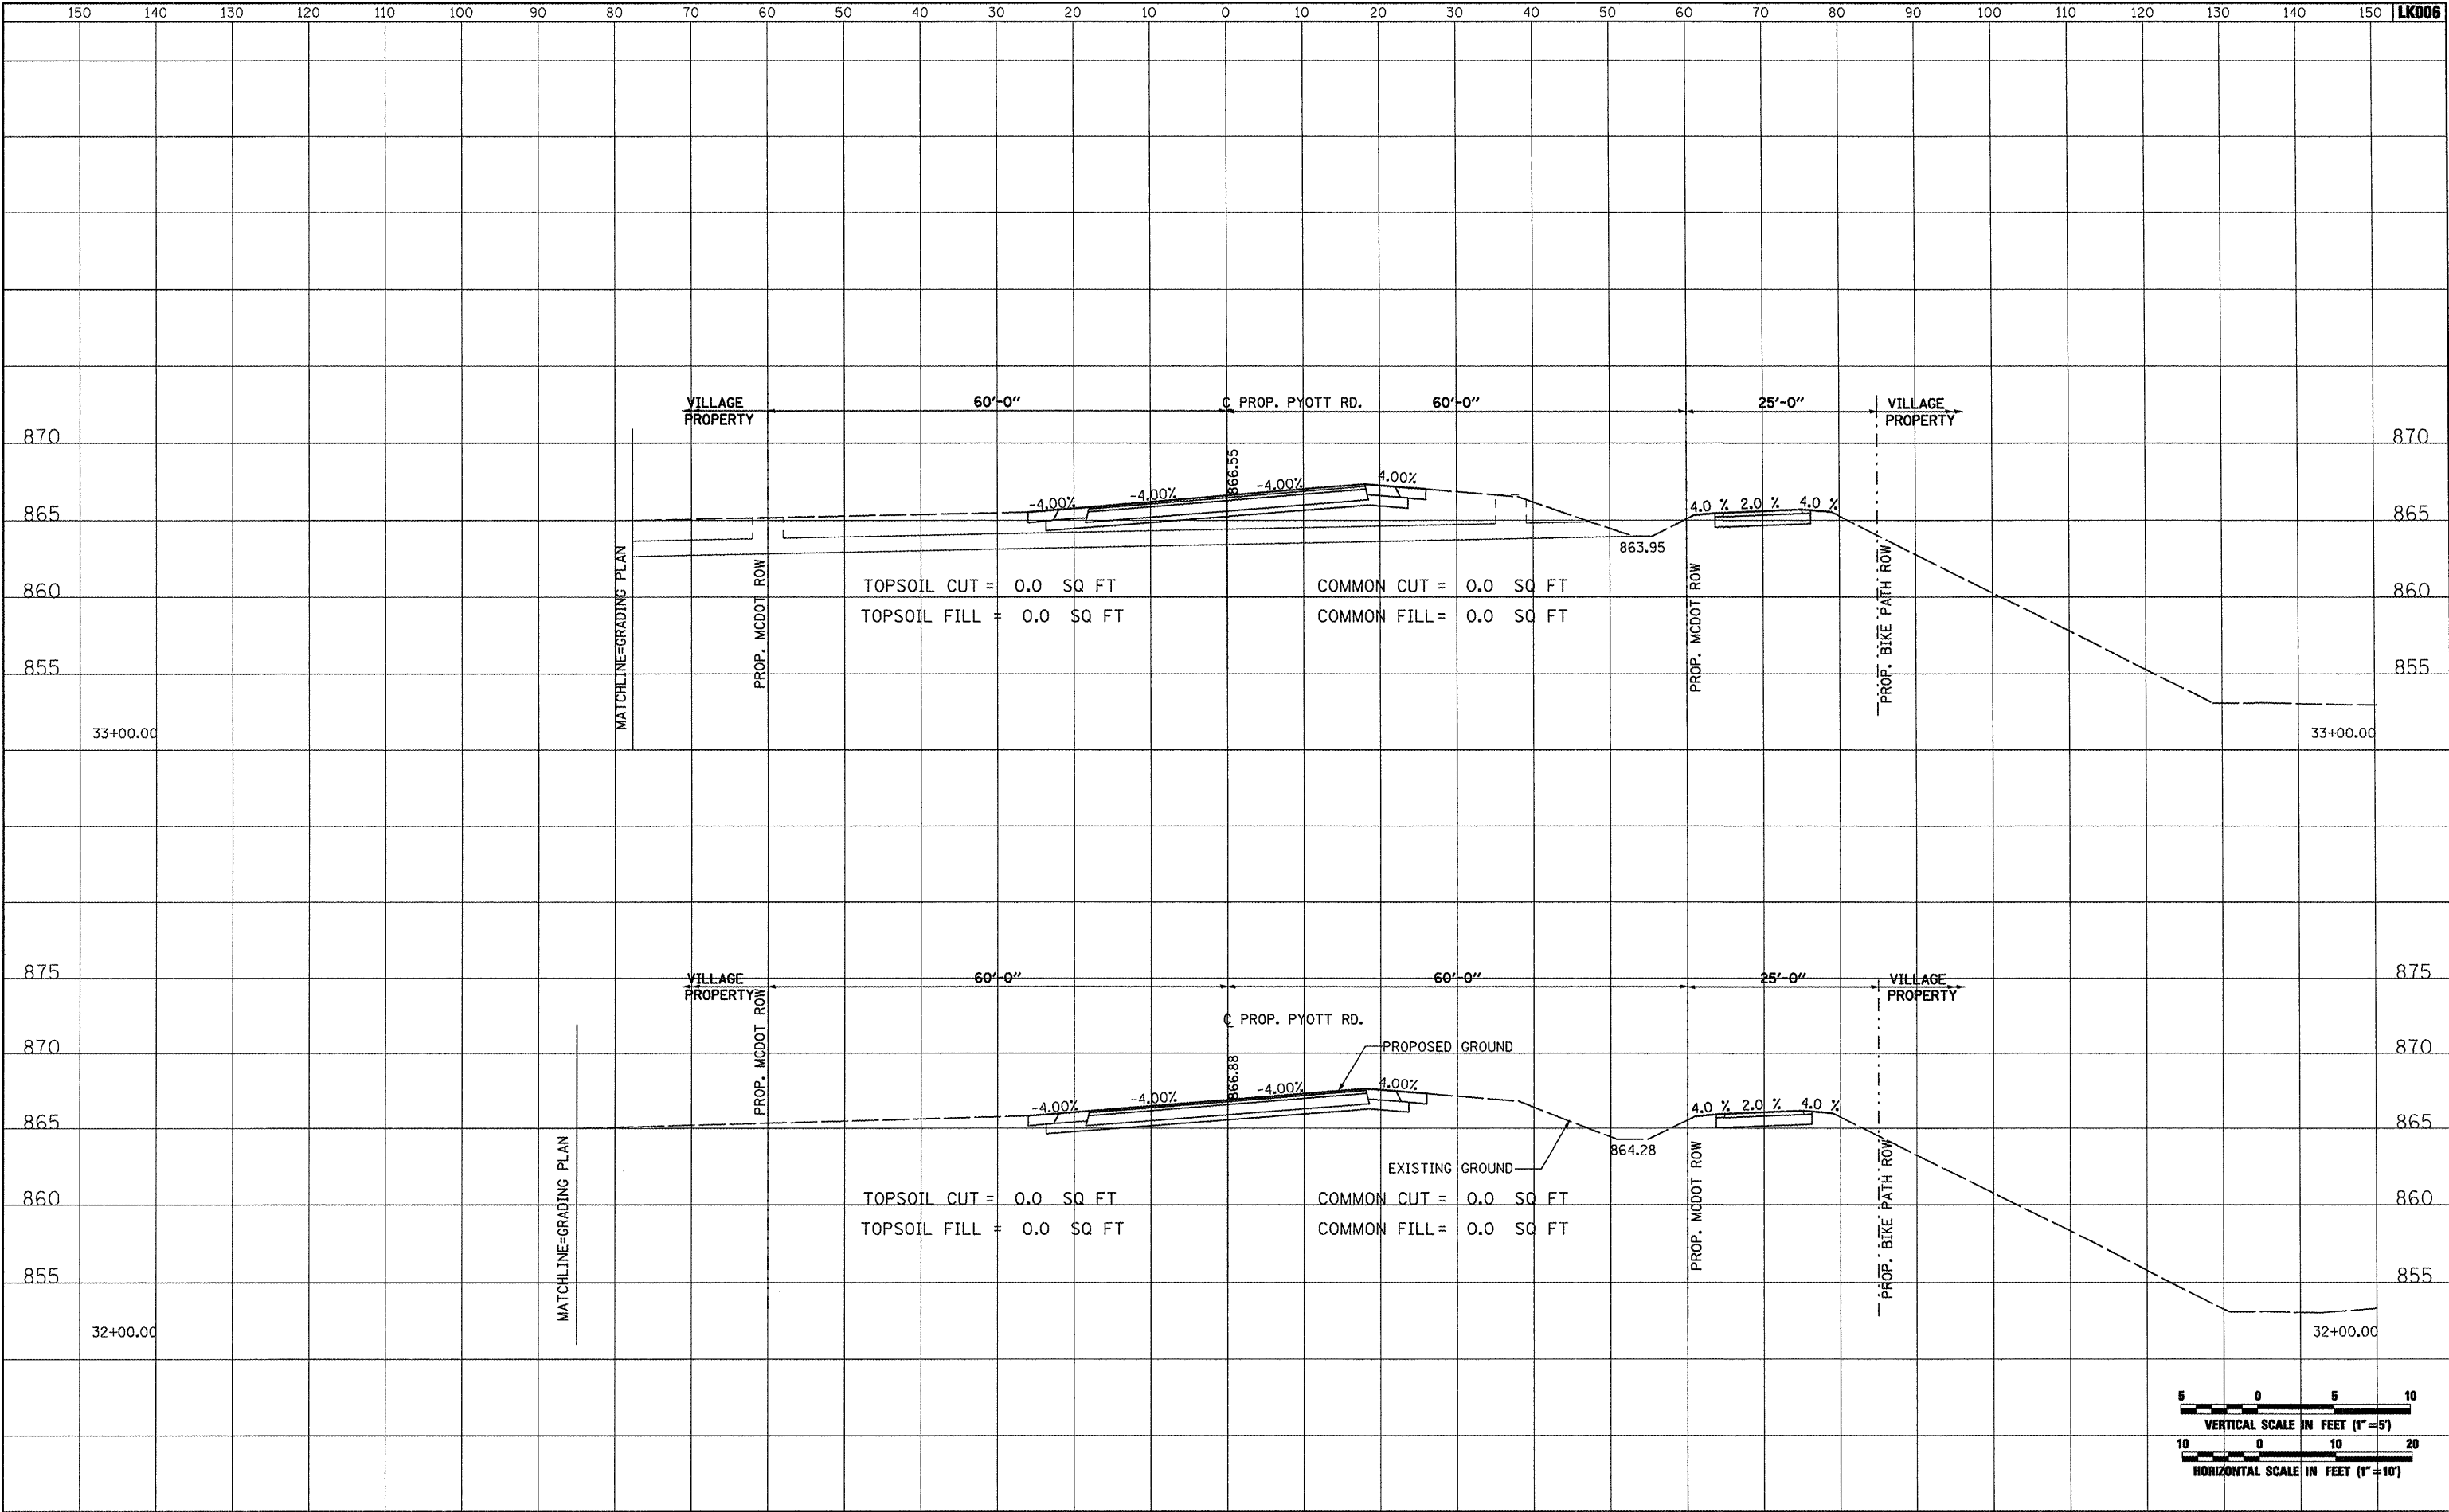 150 140 130 120 110 100 90 80 70 60 50 40 30 20 10 0 10 20 30 40 50 60 70 80 90 100 110 120 130 140 150 LK006
VILLAGE PROPERTY 60'-0" ℄ PROP. PYOTT RD. 60'-0" 25'-0" VILLAGE PROPERTY
870 870
866.55
-4.00% -4.00% -4.00% 4.00%
4.0 % 2.0 % 4.0 %
865 865
863.95
MATCHLINE=GRADING PLAN
PROP. MCDOT ROW
PROP. MCDOT ROW
PROP. BIKE PATH ROW
TOPSOIL CUT = 0.0 SQ FT COMMON CUT = 0.0 SQ FT
860 860
TOPSOIL FILL = 0.0 SQ FT COMMON FILL= 0.0 SQ FT
855 855
33+00.00 33+00.00
875 875
VILLAGE PROPERTY 60'-0" 60'-0" 25'-0" VILLAGE PROPERTY
℄ PROP. PYOTT RD.
870 870
PROPOSED GROUND
866.88
-4.00% -4.00% -4.00% 4.00%
4.0 % 2.0 % 4.0 %
865 865
864.28
EXISTING GROUND
MATCHLINE=GRADING PLAN
PROP. MCDOT ROW
PROP. MCDOT ROW
PROP. BIKE PATH ROW
TOPSOIL CUT = 0.0 SQ FT COMMON CUT = 0.0 SQ FT
860 860
TOPSOIL FILL = 0.0 SQ FT COMMON FILL= 0.0 SQ FT
855 855
32+00.00 32+00.00
5 0 5 10
VERTICAL SCALE IN FEET (1"=5')
10 0 10 20
HORIZONTAL SCALE IN FEET (1"=10')